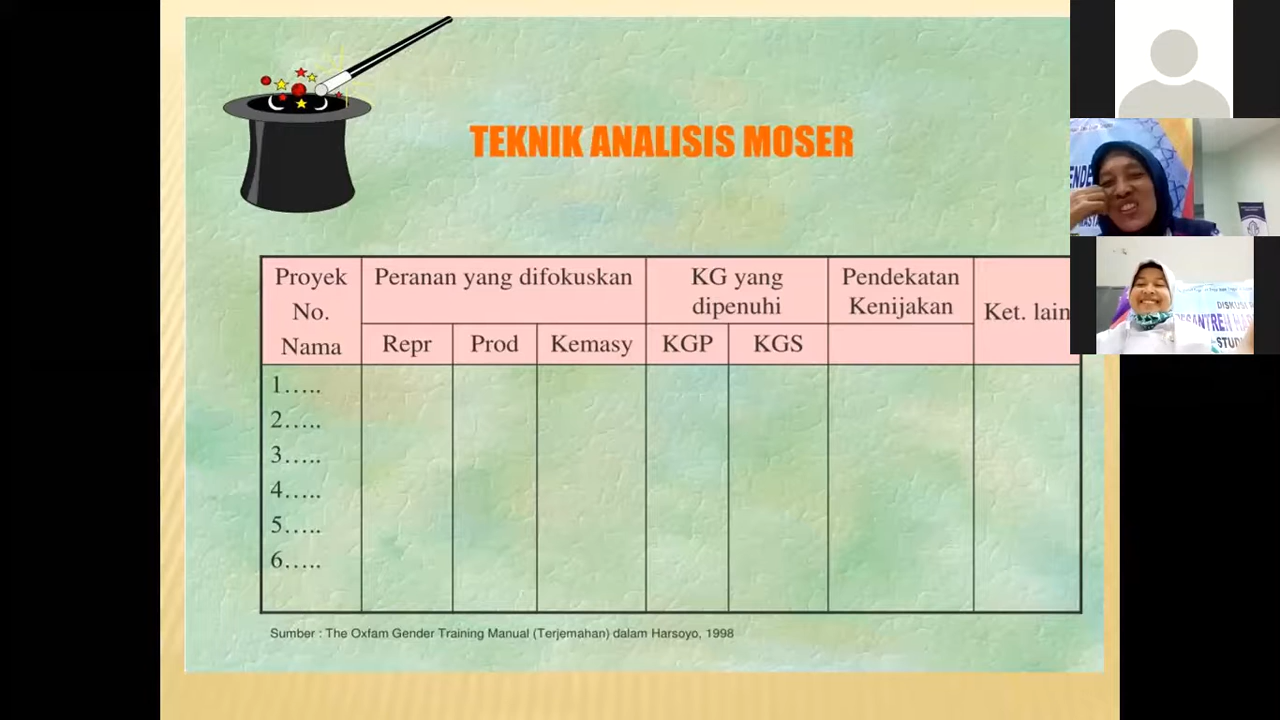 TEKNIK ANALISIS MOSER
Proyek
No.
Nama
Peranan yang difokuskan
KG yang
dipenuhi
Pendekatan
Kenijakan
Ket. lain
Repr
Prod
Kemasy
KGP
KGS
1.....
2.....
3.....
4.....
5.....
6.....
Sumber : The Oxfam Gender Training Manual (Terjemahan) dalam Harsoyo, 1998